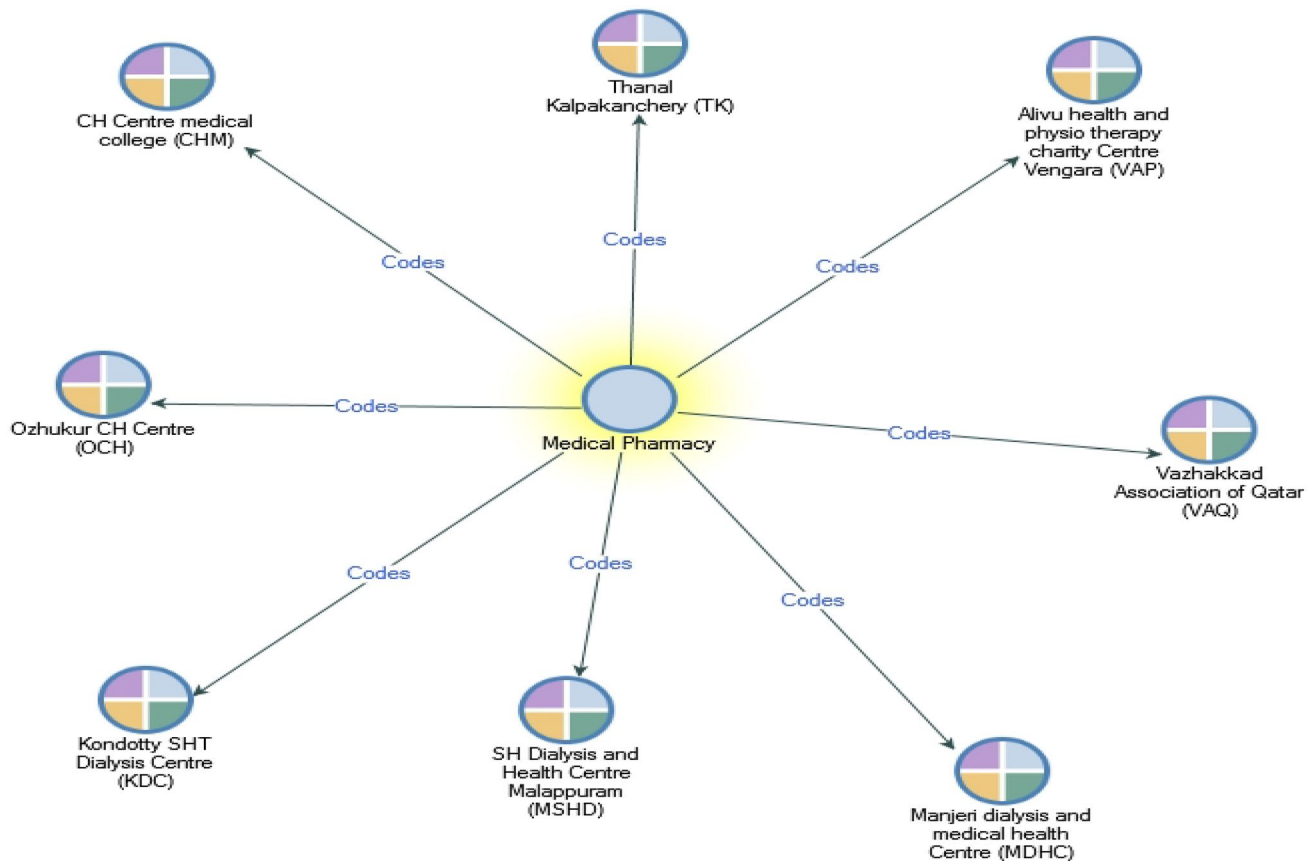 CH Centre medical
college (CHM)
Thanal
Kalpakanchery (TK)
Alivu health and
physio therapy
charity Centre
Vengara (VAP)
Codes
Codes
Codes
Ozhukur CH Centre
(OCH)
Codes
Medical Pharmacy
Codes
Vazhakkad
Association of Qatar
(VAQ)
Codes
Codes
Codes
Kondotty SHT
Dialysis Centre
(KDC)
SH Dialysis and
Health Centre
Malappuram
(MSHD)
Manjeri dialysis and
medical health
Centre (MDHC)